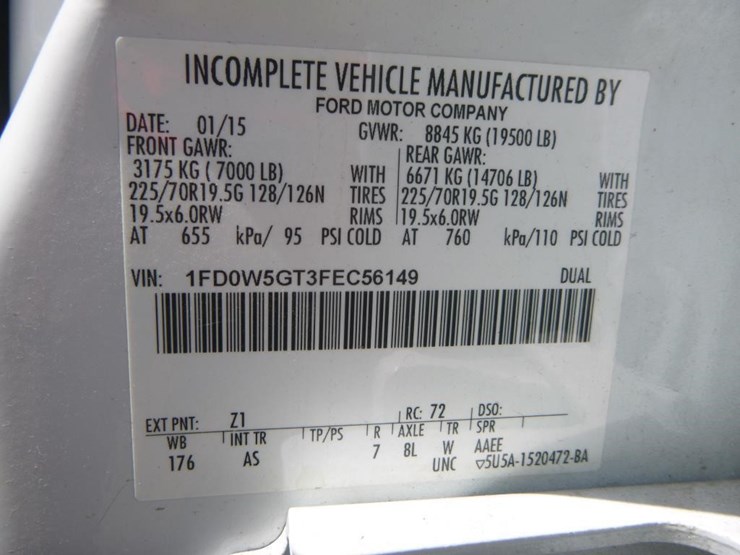 INCOMPLETE VEHICLE MANUFACTURED BY
FORD MOTOR COMPANY
DATE: 01/15 GVWR: 8845 KG (19500 LB)
FRONT GAWR: REAR GAWR:
3175 KG ( 7000 LB) WITH 6671 KG (14706 LB) WITH
225/70R19.5G 128/126N TIRES 225/70R19.5G 128/126N TIRES
19.5x6.0RW RIMS 19.5x6.0RW RIMS
AT 655 kPa/ 95 PSI COLD AT 760 kPa/110 PSI COLD
VIN: 1FD0W5GT3FEC56149 DUAL
EXT PNT: Z1 RC: 72 DSO:
WB INT TR TP/PS R AXLE TR SPR
176 AS 7 8L W AAEE
UNC ▽5U5A-1520472-BA